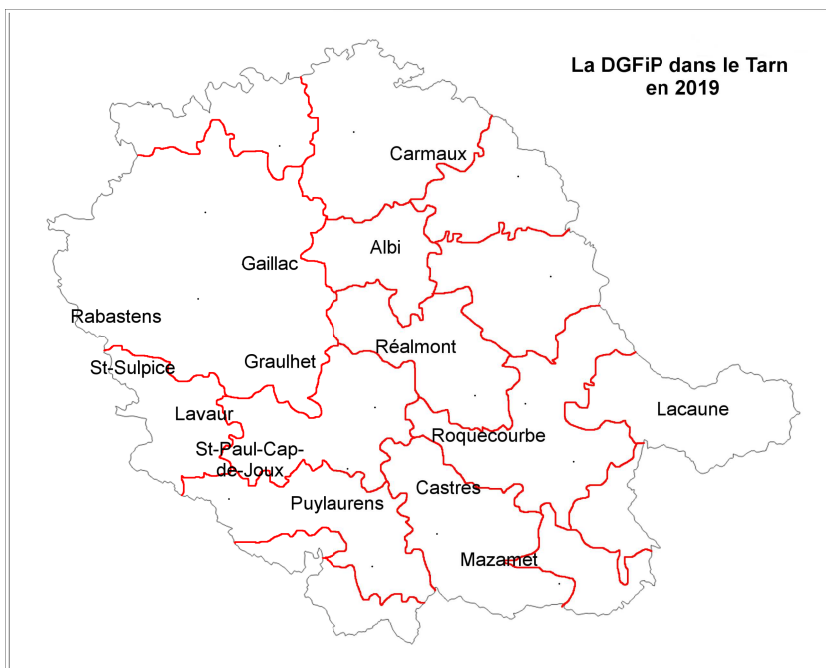 La DGFiP dans le Tarn
en 2019
Carmaux
Albi
Gaillac
Rabastens
Réalmont
St-Sulpice
Graulhet
Lavaur
Lacaune
Roquecourbe
St-Paul-Cap-
de-Joux
Castres
Puylaurens
Mazamet